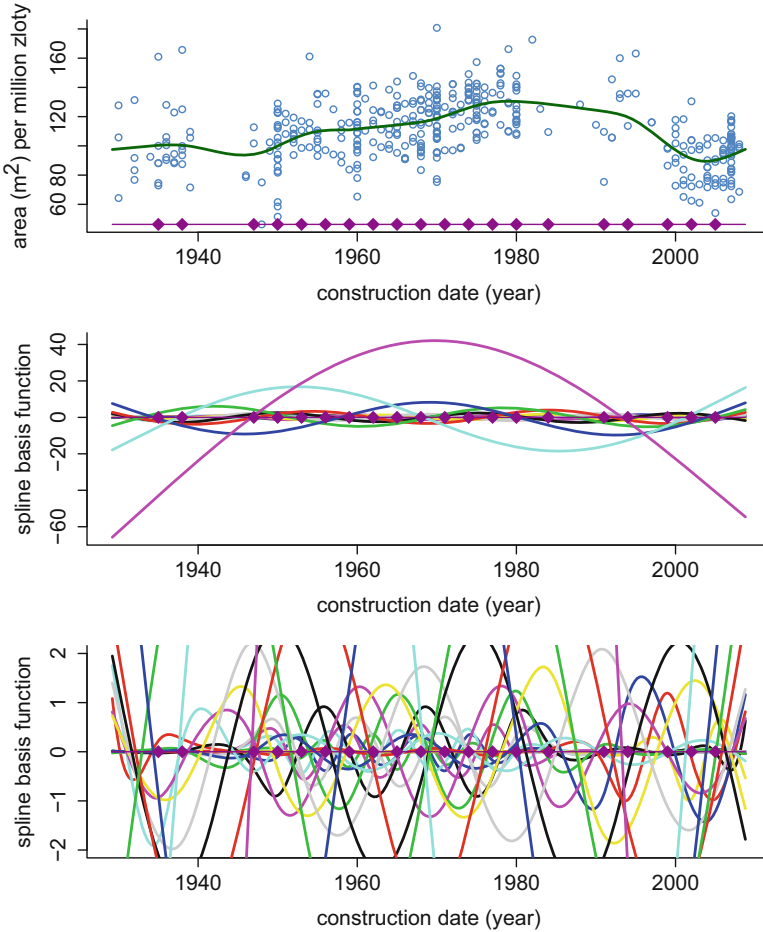 area (m²) per million zloty
60 80 120 160
1940 1960 1980 2000
construction date (year)
spline basis function
−60 −20 0 20 40
1940 1960 1980 2000
construction date (year)
spline basis function
−2 −1 0 1 2
1940 1960 1980 2000
construction date (year)